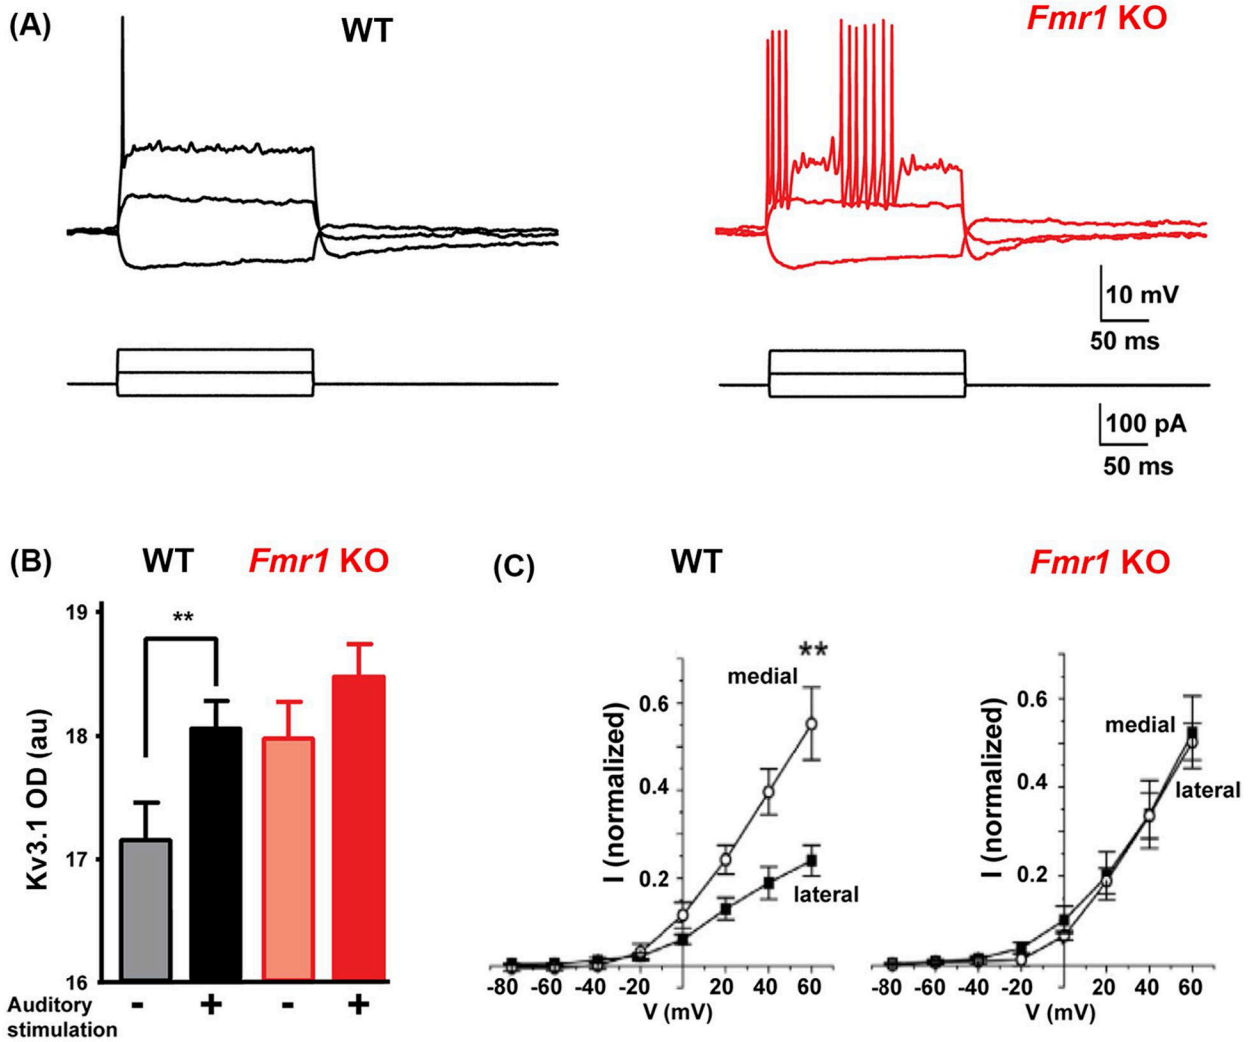 (A)
WT
Fmr1 KO
10 mV
50 ms
100 pA
50 ms
(B)
WT
Fmr1 KO
19
**
18
17
16
Kv3.1 OD (au)
Auditory
stimulation
-
+
-
+
(C)
WT
Fmr1 KO
**
medial
lateral
0.6
0.4
0.2
I (normalized)
-80 -60 -40 -20 20 40 60
V (mV)
medial
lateral
0.6
0.4
0.2
I (normalized)
-80 -60 -40 -20 20 40 60
V (mV)